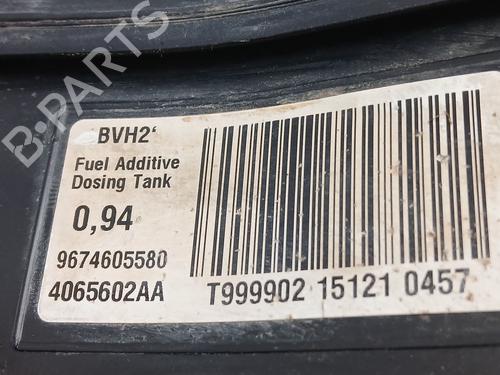 B-PARTS
BVH2'
Fuel Additive
Dosing Tank
0,94
9674605580
4065602AA
T999902 15121 0457